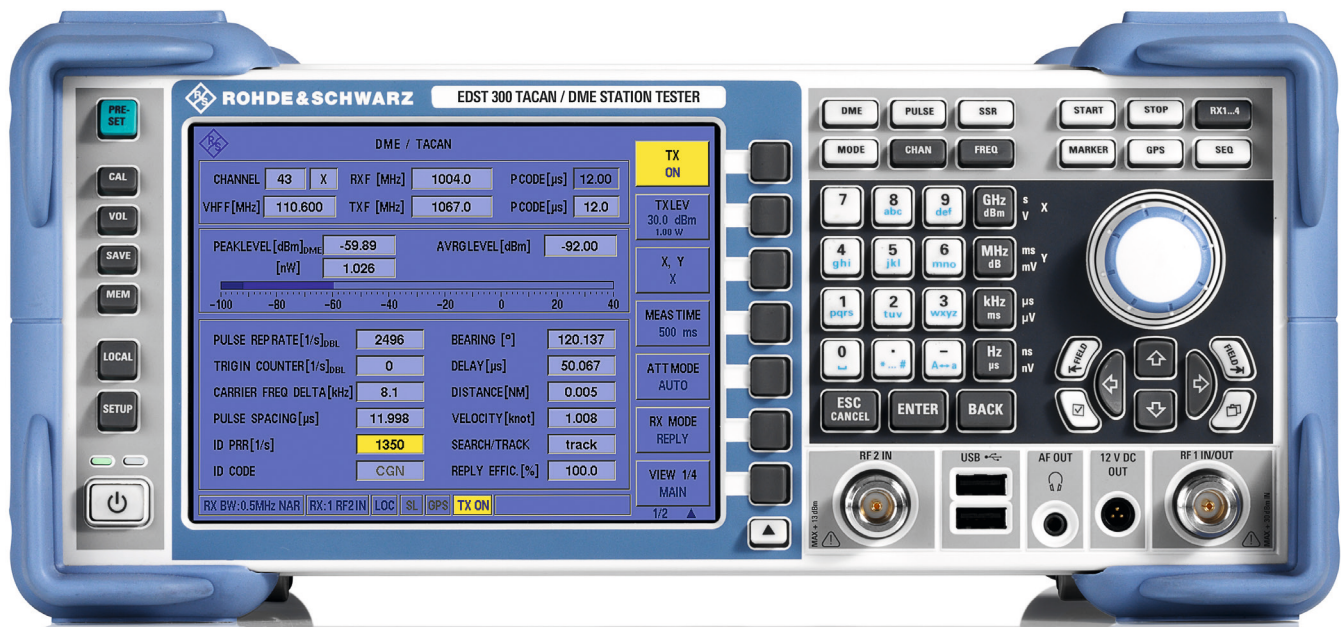 ROHDE&SCHWARZ
EDST 300 TACAN / DME STATION TESTER
PRE-
SET
CAL
VOL
SAVE
MEM
LOCAL
SETUP
R&S
DME / TACAN
CHANNEL 43 X RXF [MHz] 1004.0 PCODE[µs] 12.00
VHFF[MHz] 110.600 TXF [MHz] 1067.0 PCODE[µs] 12.0
PEAKLEVEL[dBm]DME -59.89 AVRGLEVEL[dBm] -92.00
[nW] 1.026
-100 -80 -60 -40 -20 0 20 40
PULSE REPRATE[1/s]DBL 2496 BEARING [°] 120.137
TRIGIN COUNTER[1/s]DBL 0 DELAY[µs] 50.067
CARRIER FREQ DELTA[kHz] 8.1 DISTANCE[NM] 0.005
PULSE SPACING[µs] 11.998 VELOCITY[knot] 1.008
ID PRR[1/s] 1350 SEARCH/TRACK track
ID CODE CGN REPLY EFFIC.[%] 100.0
RX BW:0.5MHz NAR RX:1 RF2IN LOC SL GPS TX ON
TX
ON
TXLEV
30.0 dBm
1.00 W
X, Y
X
MEAS TIME
500 ms
ATT MODE
AUTO
RX MODE
REPLY
VIEW 1/4
MAIN
1/2 ▲
DME PULSE SSR START STOP RX1...4
MODE CHAN FREQ MARKER GPS SEQ
7 8 abc 9 def GHz dBm s V X
4 ghi 5 jkl 6 mno MHz dB ms mV Y
1 pqrs 2 tuv 3 wxyz kHz ms µs µV
0 . *...# – A↔a Hz µs ns nV
ESC
CANCEL
ENTER
BACK
FIELD
FIELD
RF 2 IN
USB
AF OUT
12 V DC
OUT
RF 1 IN/OUT
MAX + 13 dBm
MAX + 30 dBm IN